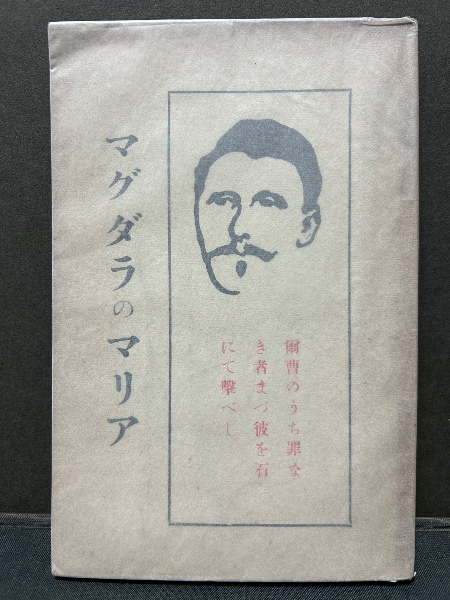 爾曹のうち罪な
き者まづ彼を石
にて擊べし
マグダラのマリア